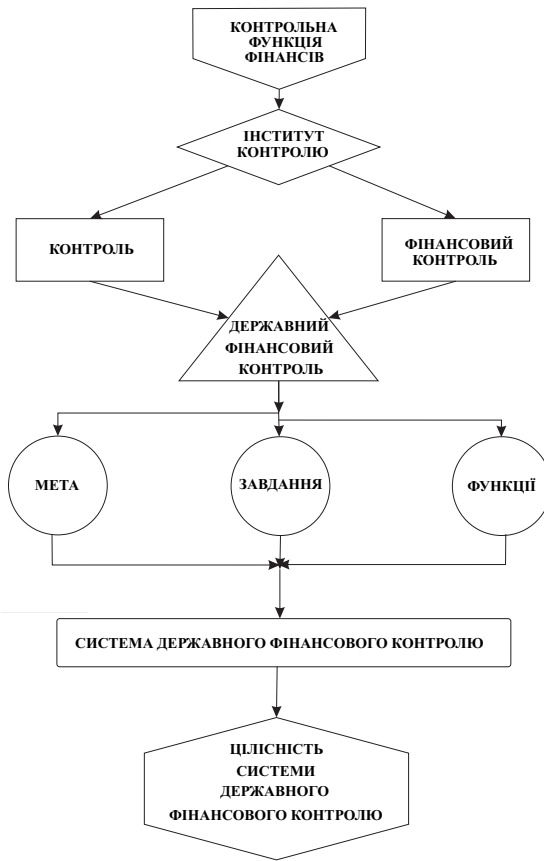 КОНТРОЛЬНА
ФУНКЦІЯ
ФІНАНСІВ
ІНСТИТУТ
КОНТРОЛЮ
КОНТРОЛЬ
ФІНАНСОВИЙ
КОНТРОЛЬ
ДЕРЖАВНИЙ
ФІНАНСОВИЙ
КОНТРОЛЬ
МЕТА
ЗАВДАННЯ
ФУНКЦІЇ
СИСТЕМА ДЕРЖАВНОГО ФІНАНСОВОГО КОНТРОЛЮ
ЦІЛІСНІСТЬ
СИСТЕМИ
ДЕРЖАВНОГО
ФІНАНСОВОГО КОНТРОЛЮ